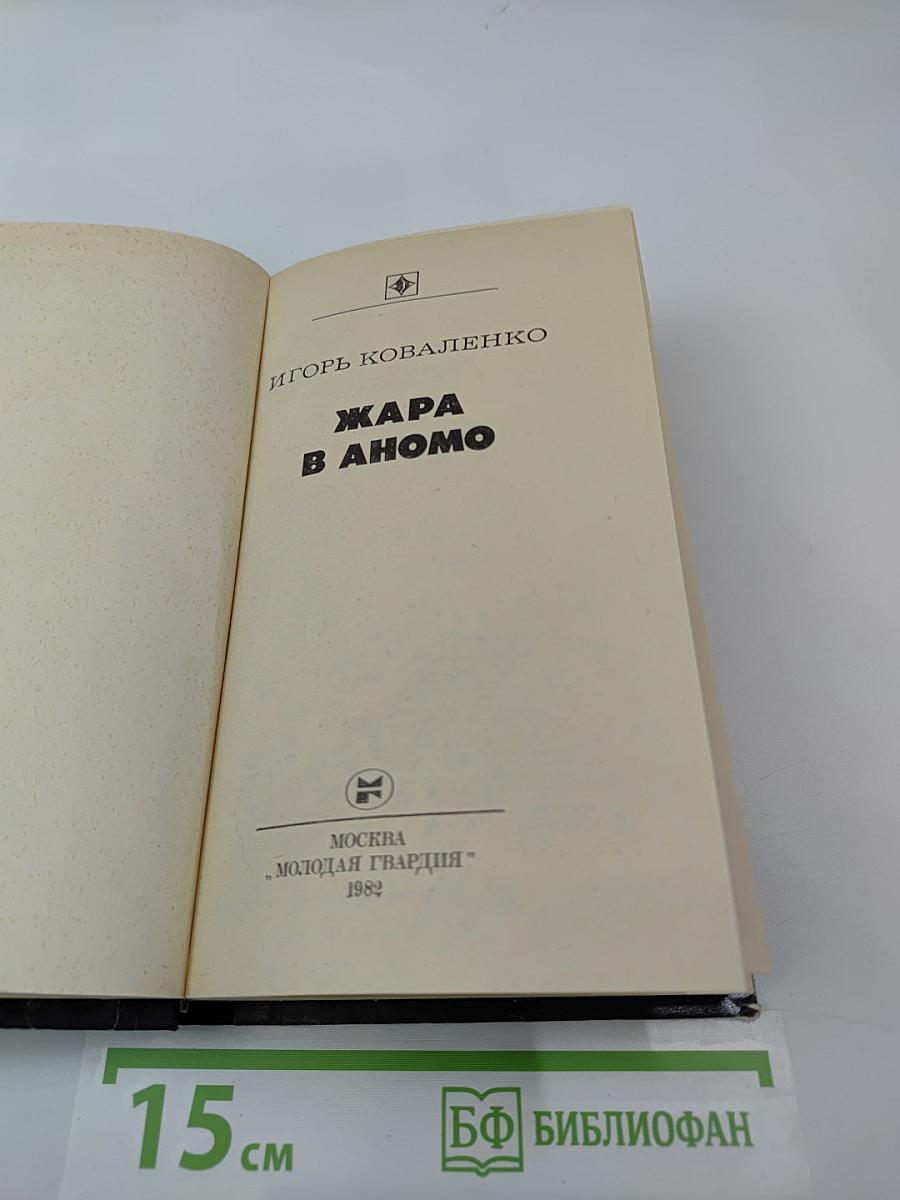 ИГОРЬ КОВАЛЕНКО
ЖАРА
В АНОМО
МОСКВА
„МОЛОДАЯ ГВАРДИЯ"
1982
15 см
БФ БИБЛИОФАН